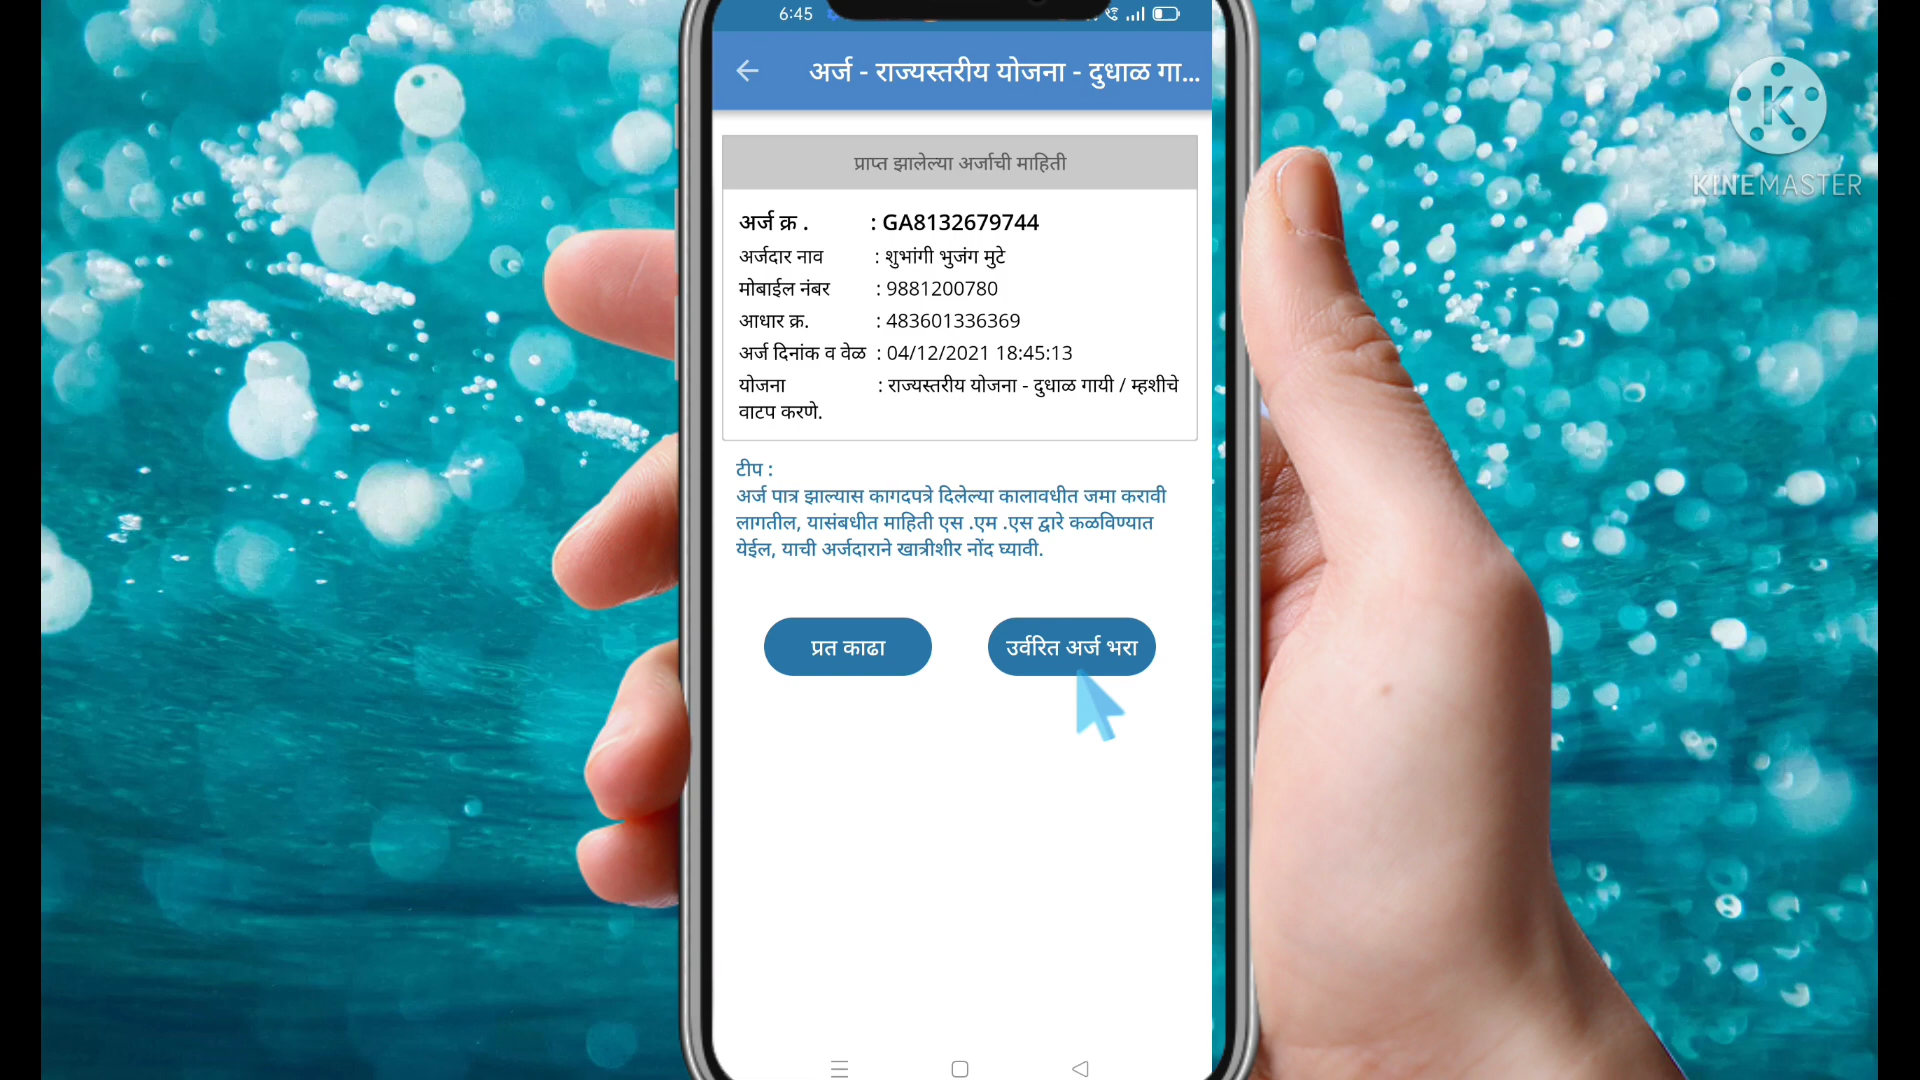 6:45
अर्ज - राज्यस्तरीय योजना - दुधाळ गा...
प्राप्त झालेल्या अर्जाची माहिती
अर्ज क्र . : GA8132679744
अर्जदार नाव : शुभांगी भुजंग मुटे
मोबाईल नंबर : 9881200780
आधार क्र. : 483601336369
अर्ज दिनांक व वेळ : 04/12/2021 18:45:13
योजना : राज्यस्तरीय योजना - दुधाळ गायी / म्हशीचे
वाटप करणे.
टीप :
अर्ज पात्र झाल्यास कागदपत्रे दिलेल्या कालावधीत जमा करावी
लागतील, यासंबधीत माहिती एस .एम .एस द्वारे कळविण्यात
येईल, याची अर्जदाराने खात्रीशीर नोंद घ्यावी.
प्रत काढा
उर्वरित अर्ज भरा
K
KINEMASTER